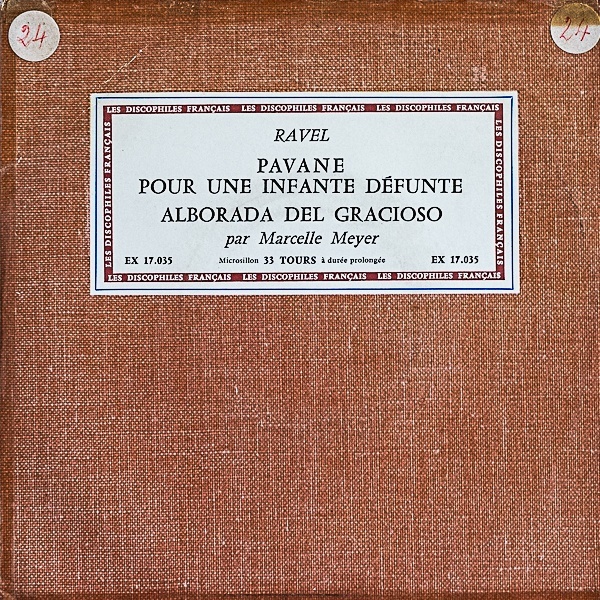 24
24
LES DISCOPHILES FRANÇAIS LES DISCOPHILES FRANÇAIS LES DISCOPHILES FRANÇAIS
LES DISCOPHILES FRANÇAIS
LES DISCOPHILES FRANÇAIS
RAVEL
PAVANE
POUR UNE INFANTE DÉFUNTE
ALBORADA DEL GRACIOSO
par Marcelle Meyer
EX 17.035 Microsillon 33 TOURS à durée prolongée EX 17.035
LES DISCOPHILES FRANÇAIS LES DISCOPHILES FRANÇAIS LES DISCOPHILES FRANÇAIS